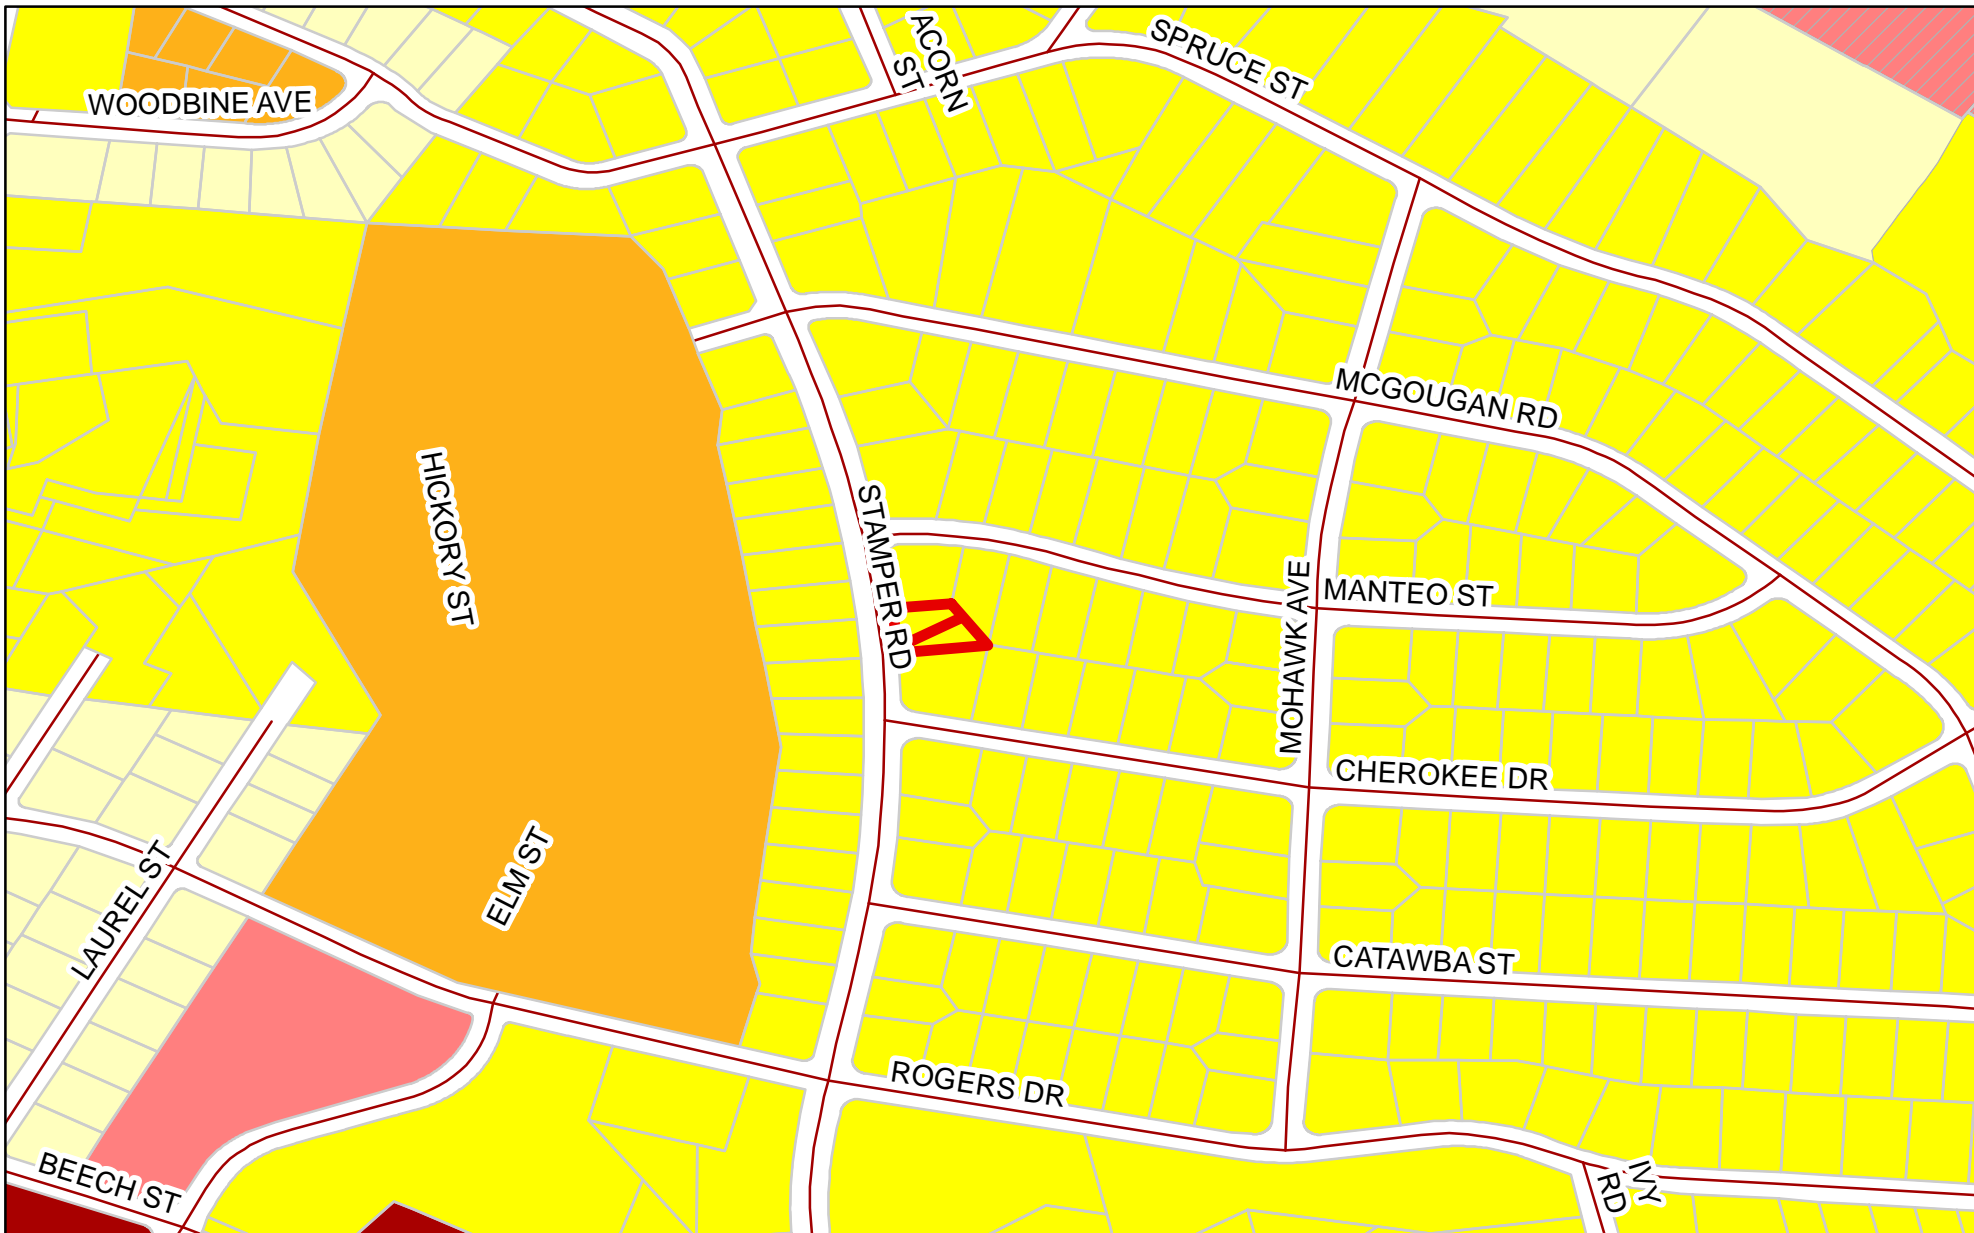 ACORN
ST
SPRUCE ST
WOODBINE AVE
MCGOUGAN RD
HICKORY ST
STAMPER RD
MOHAWK AVE
MANTEO ST
CHEROKEE DR
ELM ST
LAUREL ST
CATAWBA ST
ROGERS DR
BEECH ST
IVY
RD